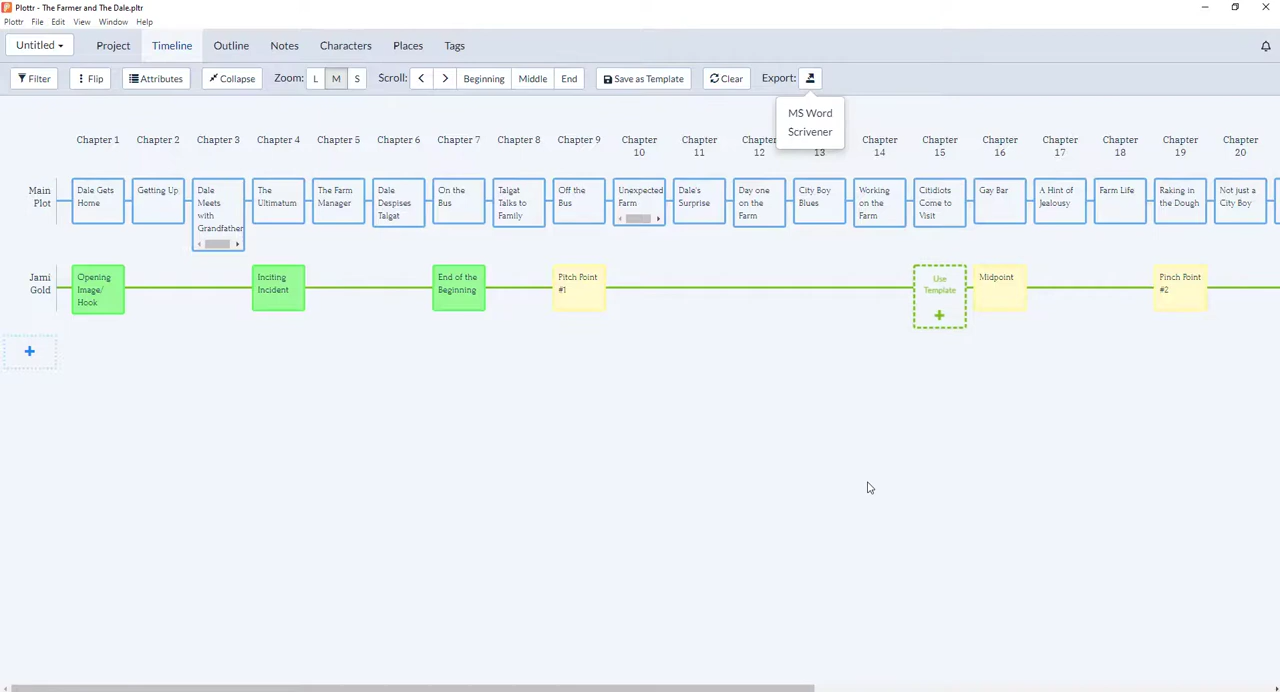 Plottr - The Farmer and The Dale.pltr
Plottr File Edit View Window Help
Untitled Project Timeline Outline Notes Characters Places Tags
Filter Flip Attributes Collapse Zoom: L M S Scroll: Beginning Middle End Save as Template Clear Export:
MS Word
Scrivener
Chapter 1
Chapter 2
Chapter 3
Chapter 4
Chapter 5
Chapter 6
Chapter 7
Chapter 8
Chapter 9
Chapter
10
Chapter
11
Chapter
12
13
Chapter
14
Chapter
15
Chapter
16
Chapter
17
Chapter
18
Chapter
19
Chapter
20
Main
Plot
Dale Gets
Home
Getting Up
Dale
Meets
with
Grandfather
The
Ultimatum
The Farm
Manager
Dale
Despises
Talgat
On the
Bus
Talgat
Talks to
Family
Off the
Bus
Unexpected
Farm
Dale's
Surprise
Day one
on the
Farm
City Boy
Blues
Working
on the
Farm
Citidiots
Come to
Visit
Gay Bar
A Hint of
Jealousy
Farm Life
Raking in
the Dough
Not just a
City Boy
Jami
Gold
Opening
Image/
Hook
Inciting
Incident
End of the
Beginning
Pitch Point
#1
Use
Template
+
Midpoint
Pinch Point
#2
+